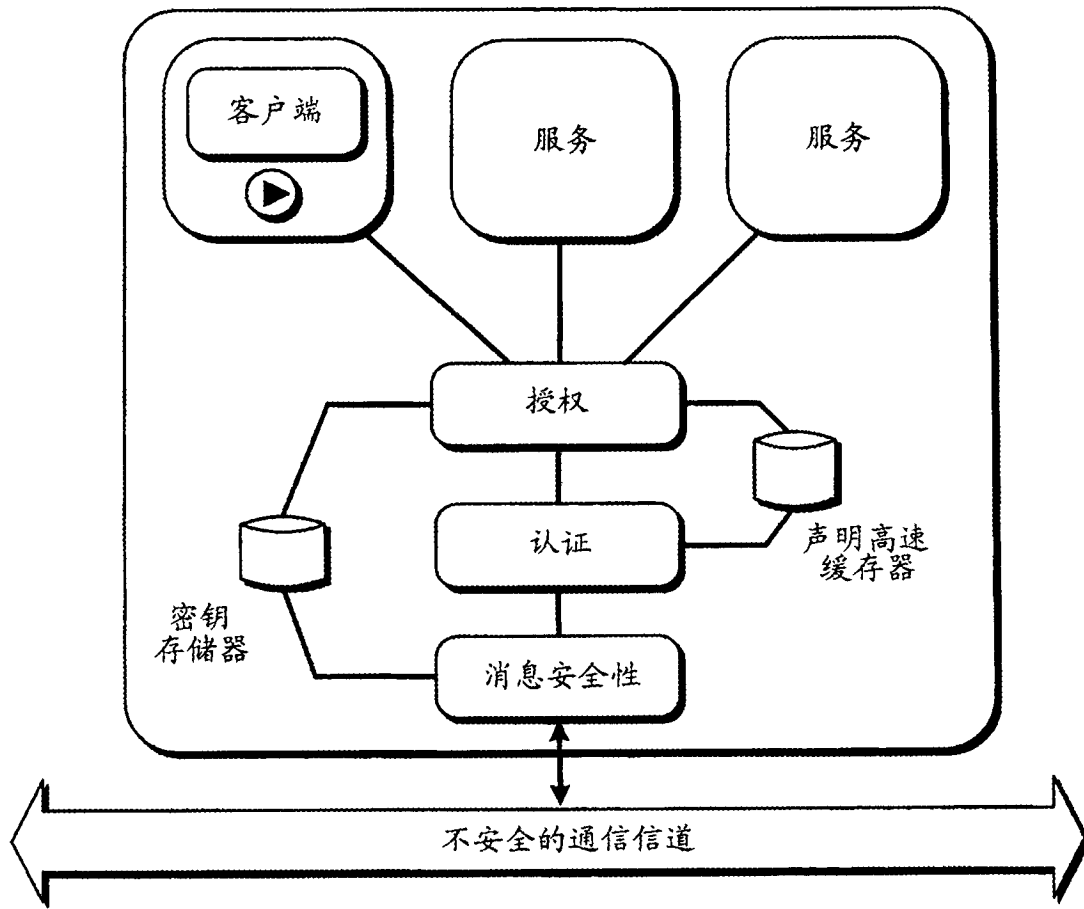 客户端
服务
服务
授权
认证
声明高速
缓存器
密钥
存储器
消息安全性
不安全的通信信道